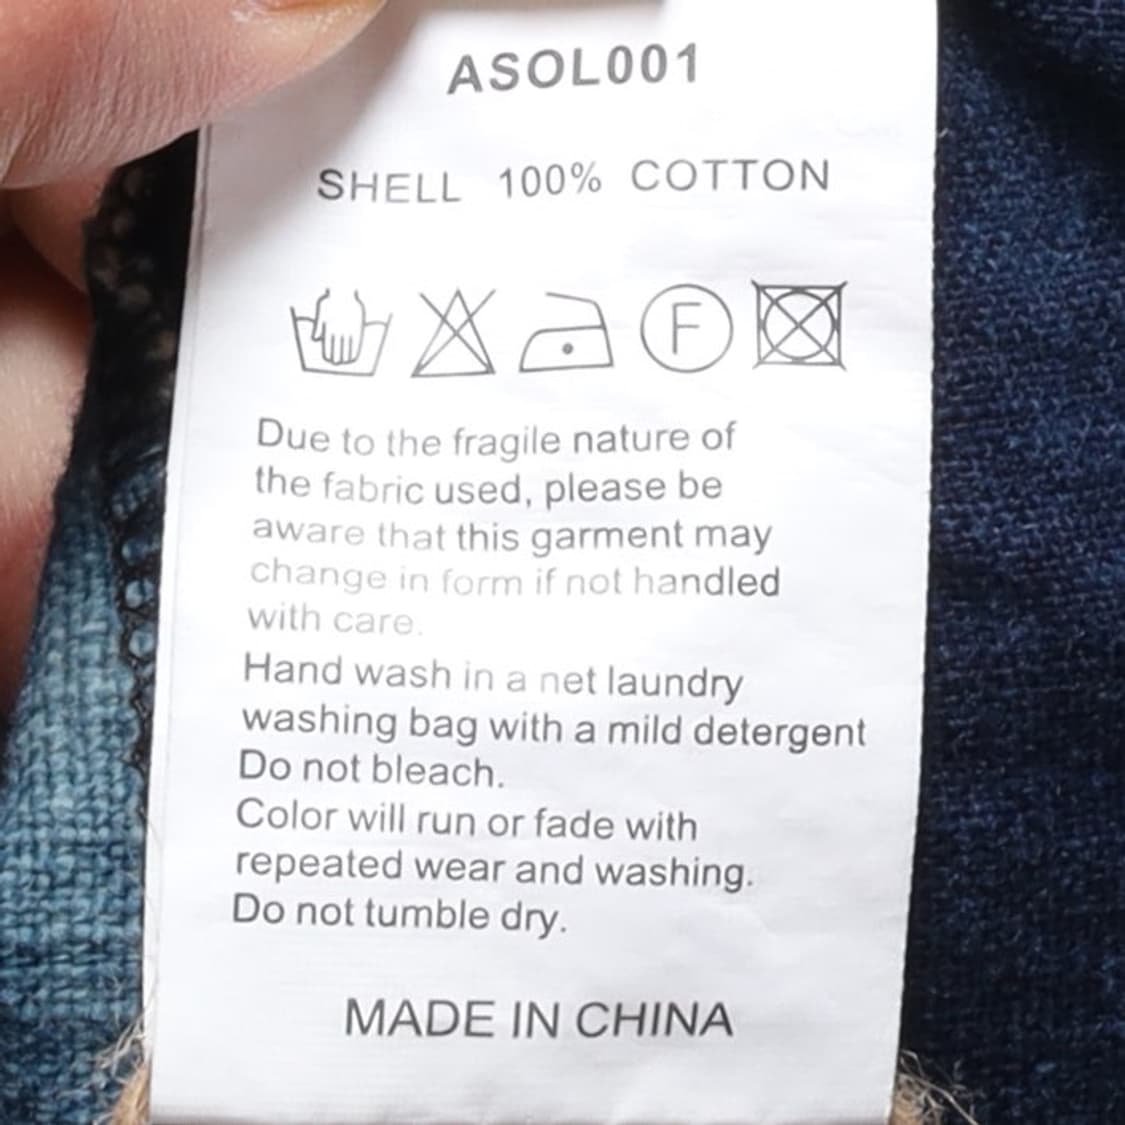 ASOL001
SHELL 100% COTTON
F
Due to the fragile nature of
the fabric used, please be
aware that this garment may
change in form if not handled
with care.
Hand wash in a net laundry
washing bag with a mild detergent
Do not bleach.
Color will run or fade with
repeated wear and washing.
Do not tumble dry.
MADE IN CHINA